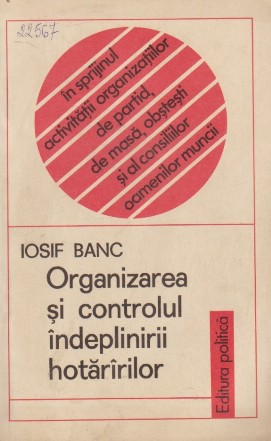 22567
în sprijinul
activității organizațiilor
de partid,
de masă, obștești
și al consiliilor
oamenilor muncii
IOSIF BANC
Organizarea
și controlul
îndeplinirii
hotărîrilor
Editura politică